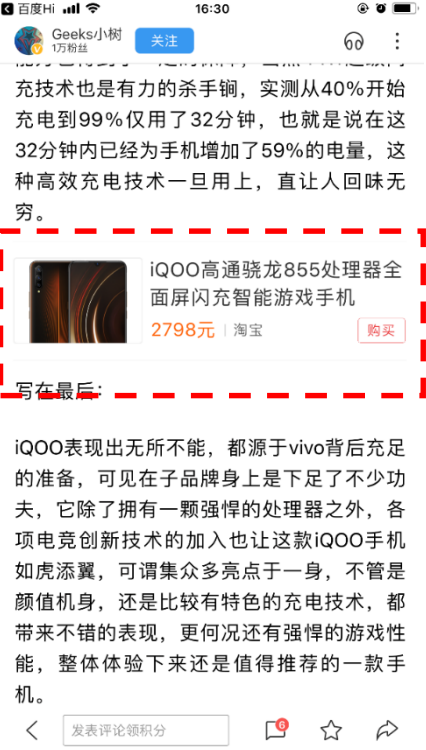 百度Hi
16:30
Geeks小树
1万粉丝
关注
充技术也是有力的杀手锏，实测从40%开始
充电到99%仅用了32分钟，也就是说在这
32分钟内已经为手机增加了59%的电量，这
种高效充电技术一旦用上，直让人回味无
穷。
iQOO高通骁龙855处理器全
面屏闪充智能游戏手机
2798元
淘宝
购买
写在最后：
iQOO表现出无所不能，都源于vivo背后充足
的准备，可见在子品牌身上是下足了不少功
夫，它除了拥有一颗强悍的处理器之外，各
项电竞创新技术的加入也让这款iQOO手机
如虎添翼，可谓集众多亮点于一身，不管是
颜值机身，还是比较有特色的充电技术，都
带来不错的表现，更何况还有强悍的游戏性
能，整体体验下来还是值得推荐的一款手
机。
发表评论领积分
6